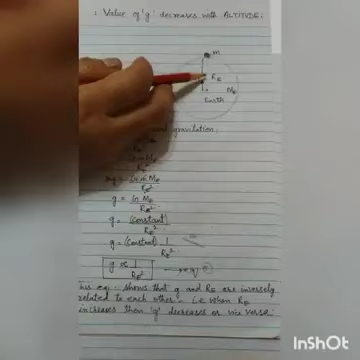 : Value of 'g' decreases with ALTITUDE:
m
RE
ME
Earth
gravitation.
RE²
g = G ME
RE²
g = (Constant)
RE²
g = (Constant) 1
RE²
g ∝ 1
RE²
This eq. shows that g and RE are inversely
related to each other. i.e when RE
increases then 'g' decreases or vice versa.
InShOt